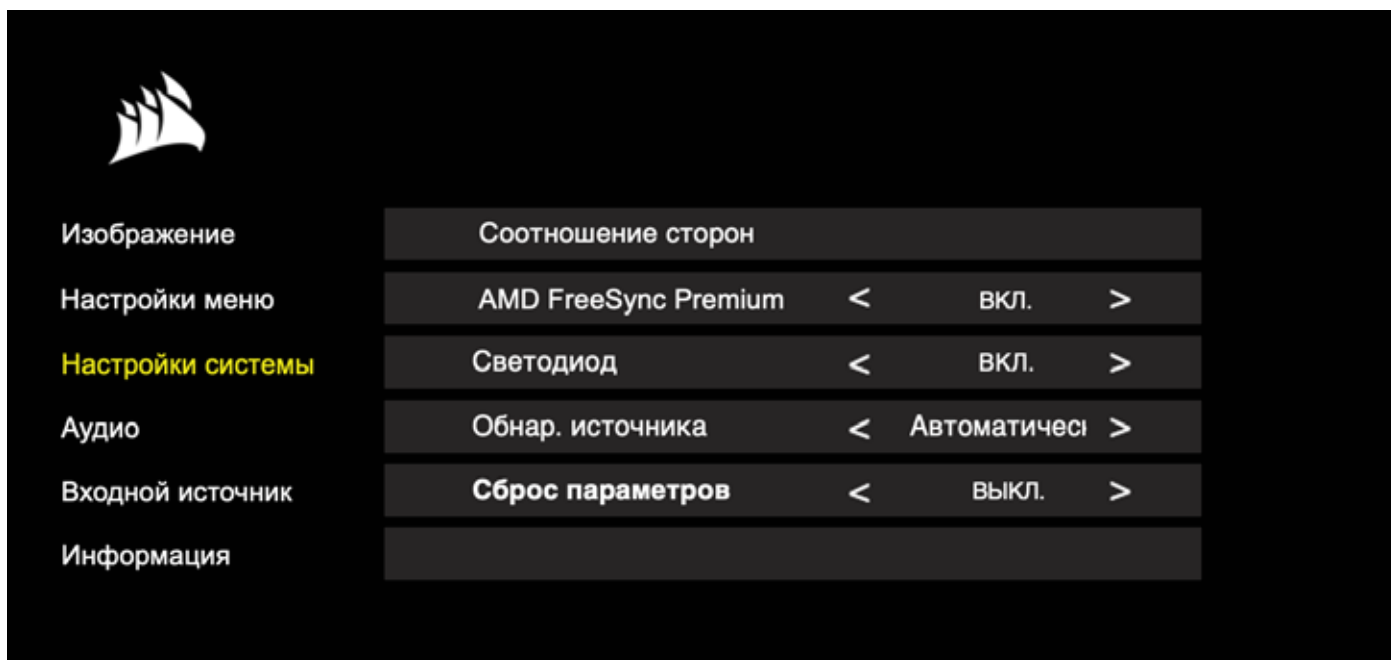 Изображение Соотношение сторон
Настройки меню AMD FreeSync Premium < ВКЛ. >
Настройки системы Светодиод < ВКЛ. >
Аудио Обнар. источника < Автоматичесі >
Входной источник Сброс параметров < ВЫКЛ. >
Информация